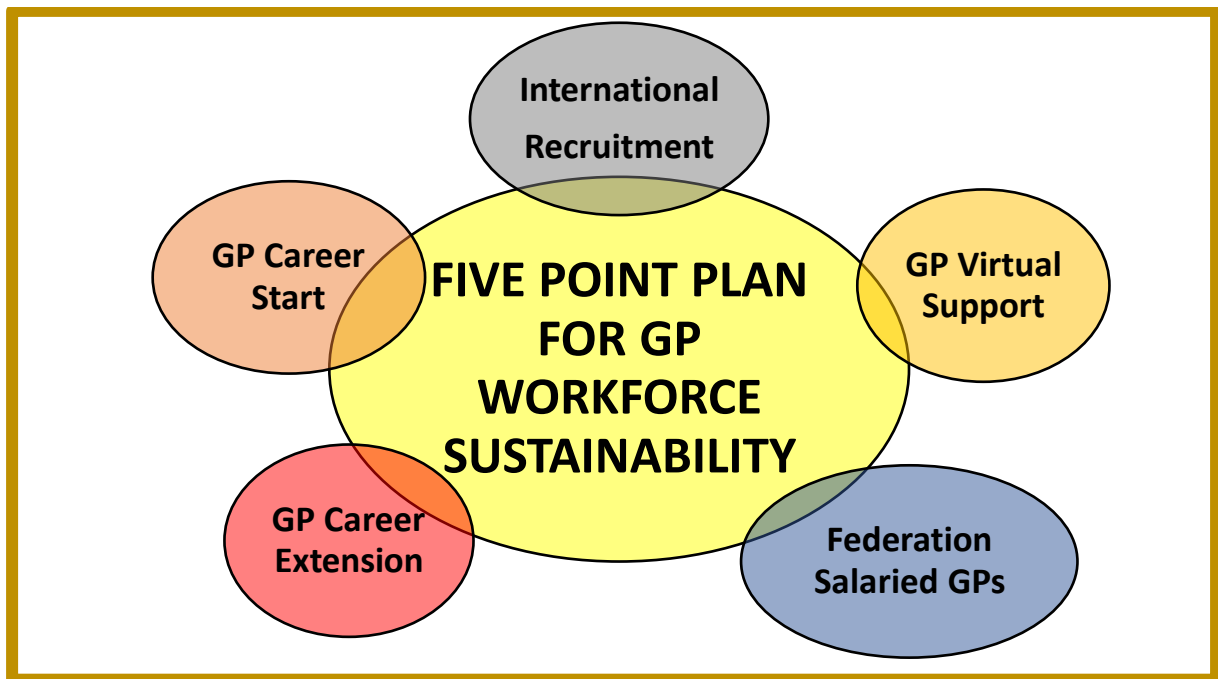 International
Recruitment
GP Career
Start
FIVE POINT PLAN
FOR GP
WORKFORCE
SUSTAINABILITY
GP Virtual
Support
GP Career
Extension
Federation
Salaried GPs